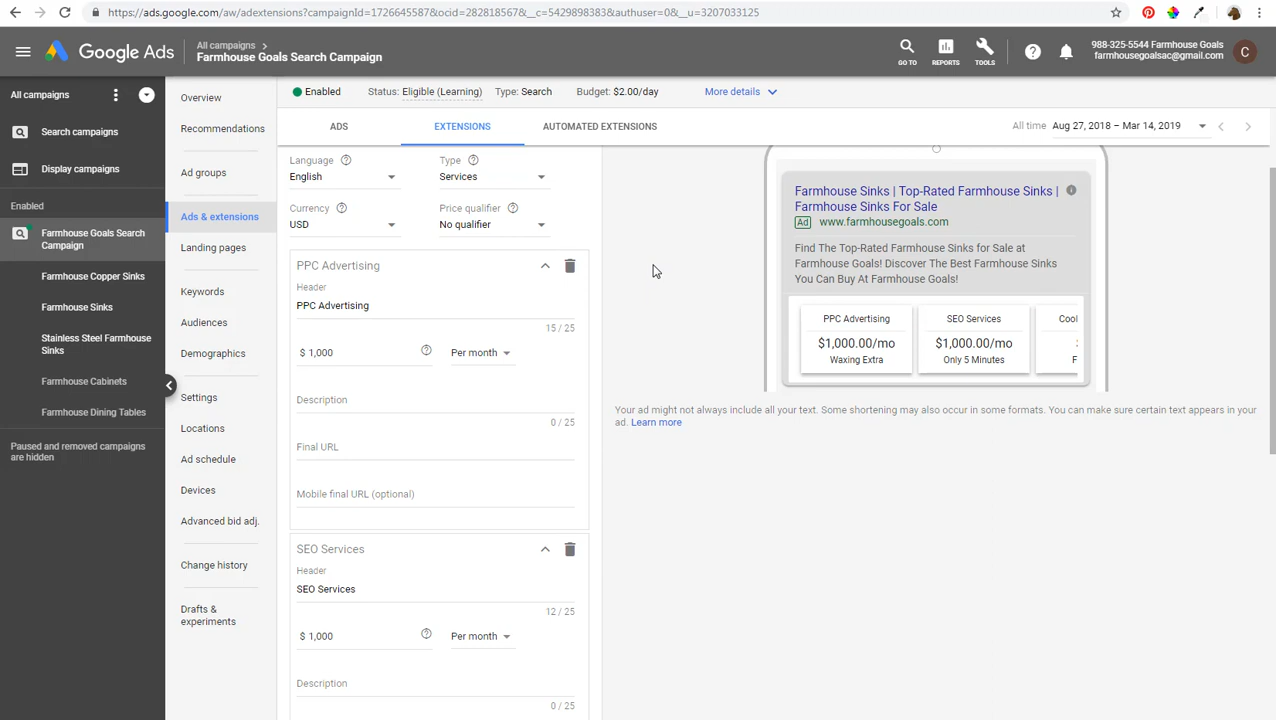 https://ads.google.com/aw/adextensions?campaignId=1726645587&ocid=282818567&__c=5429898383&authuser=0&__u=3207033125
Google Ads
All campaigns
Farmhouse Goals Search Campaign
GO TO
REPORTS
TOOLS
988-325-5544 Farmhouse Goals
farmhousegoalsac@gmail.com
C
All campaigns
Search campaigns
Display campaigns
Enabled
Farmhouse Goals Search
Campaign
Farmhouse Copper Sinks
Farmhouse Sinks
Stainless Steel Farmhouse
Sinks
Farmhouse Cabinets
Farmhouse Dining Tables
Paused and removed campaigns
are hidden
Overview
Recommendations
Ad groups
Ads & extensions
Landing pages
Keywords
Audiences
Demographics
Settings
Locations
Ad schedule
Devices
Advanced bid adj.
Change history
Drafts &
experiments
Enabled
Status: Eligible (Learning)
Type: Search
Budget: $2.00/day
More details
ADS
EXTENSIONS
AUTOMATED EXTENSIONS
All time
Aug 27, 2018 – Mar 14, 2019
Language
English
Type
Services
Currency
USD
Price qualifier
No qualifier
PPC Advertising
Header
PPC Advertising
15 / 25
$ 1,000
Per month
Description
0 / 25
Final URL
Mobile final URL (optional)
SEO Services
Header
SEO Services
12 / 25
$ 1,000
Per month
Description
0 / 25
Farmhouse Sinks | Top-Rated Farmhouse Sinks |
Farmhouse Sinks For Sale
Ad www.farmhousegoals.com
Find The Top-Rated Farmhouse Sinks for Sale at
Farmhouse Goals! Discover The Best Farmhouse Sinks
You Can Buy At Farmhouse Goals!
PPC Advertising
$1,000.00/mo
Waxing Extra
SEO Services
$1,000.00/mo
Only 5 Minutes
Cool
F
Your ad might not always include all your text. Some shortening may also occur in some formats. You can make sure certain text appears in your
ad. Learn more